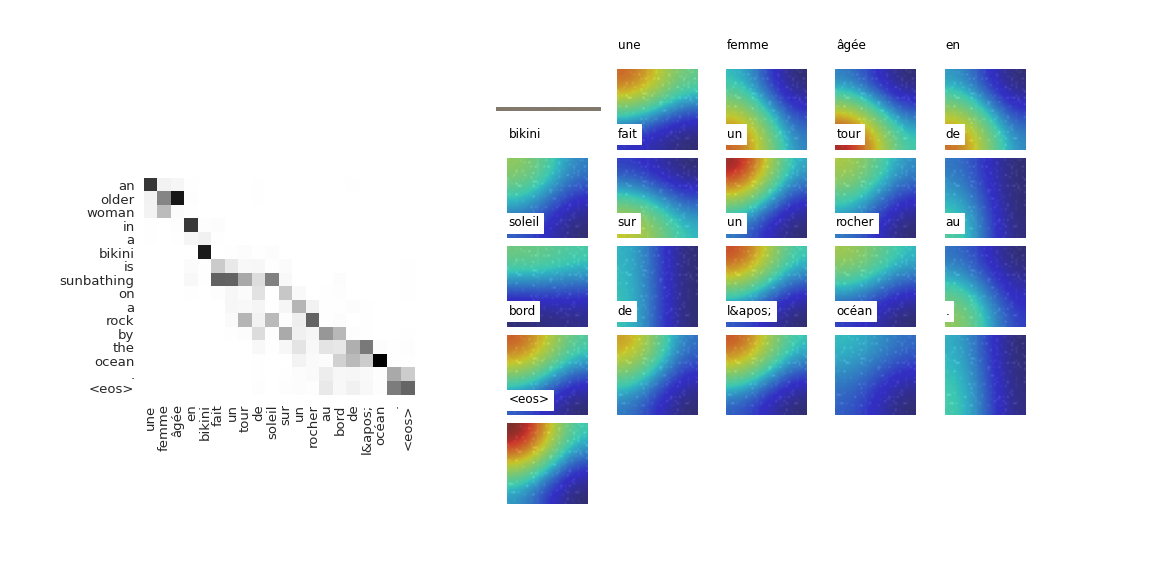 an
older
woman
in
a
bikini
is
sunbathing
on
a
rock
by
the
ocean
.
<eos>
une
femme
âgée
en
bikini
fait
un
tour
de
soleil
sur
un
rocher
au
bord
de
l&apos;
océan
.
<eos>
une femme âgée en
bikini fait un tour de
soleil sur un rocher au
bord de l&apos; océan .
<eos>